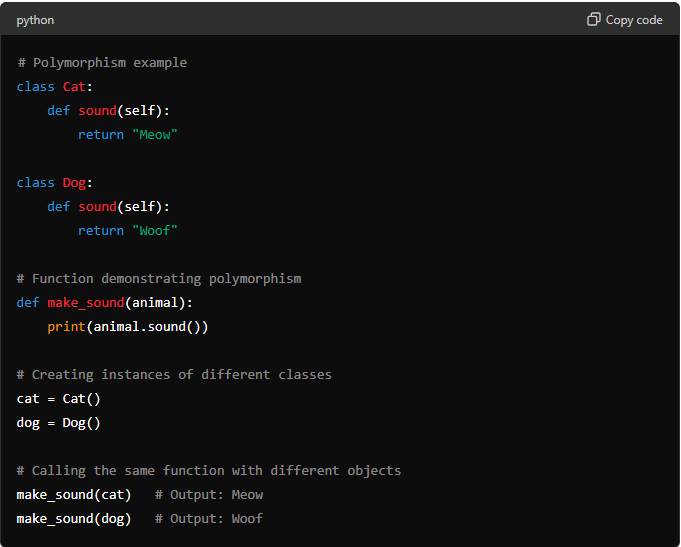 python
Copy code
# Polymorphism example
class Cat:
    def sound(self):
        return "Meow"

class Dog:
    def sound(self):
        return "Woof"

# Function demonstrating polymorphism
def make_sound(animal):
    print(animal.sound())

# Creating instances of different classes
cat = Cat()
dog = Dog()

# Calling the same function with different objects
make_sound(cat)   # Output: Meow
make_sound(dog)   # Output: Woof